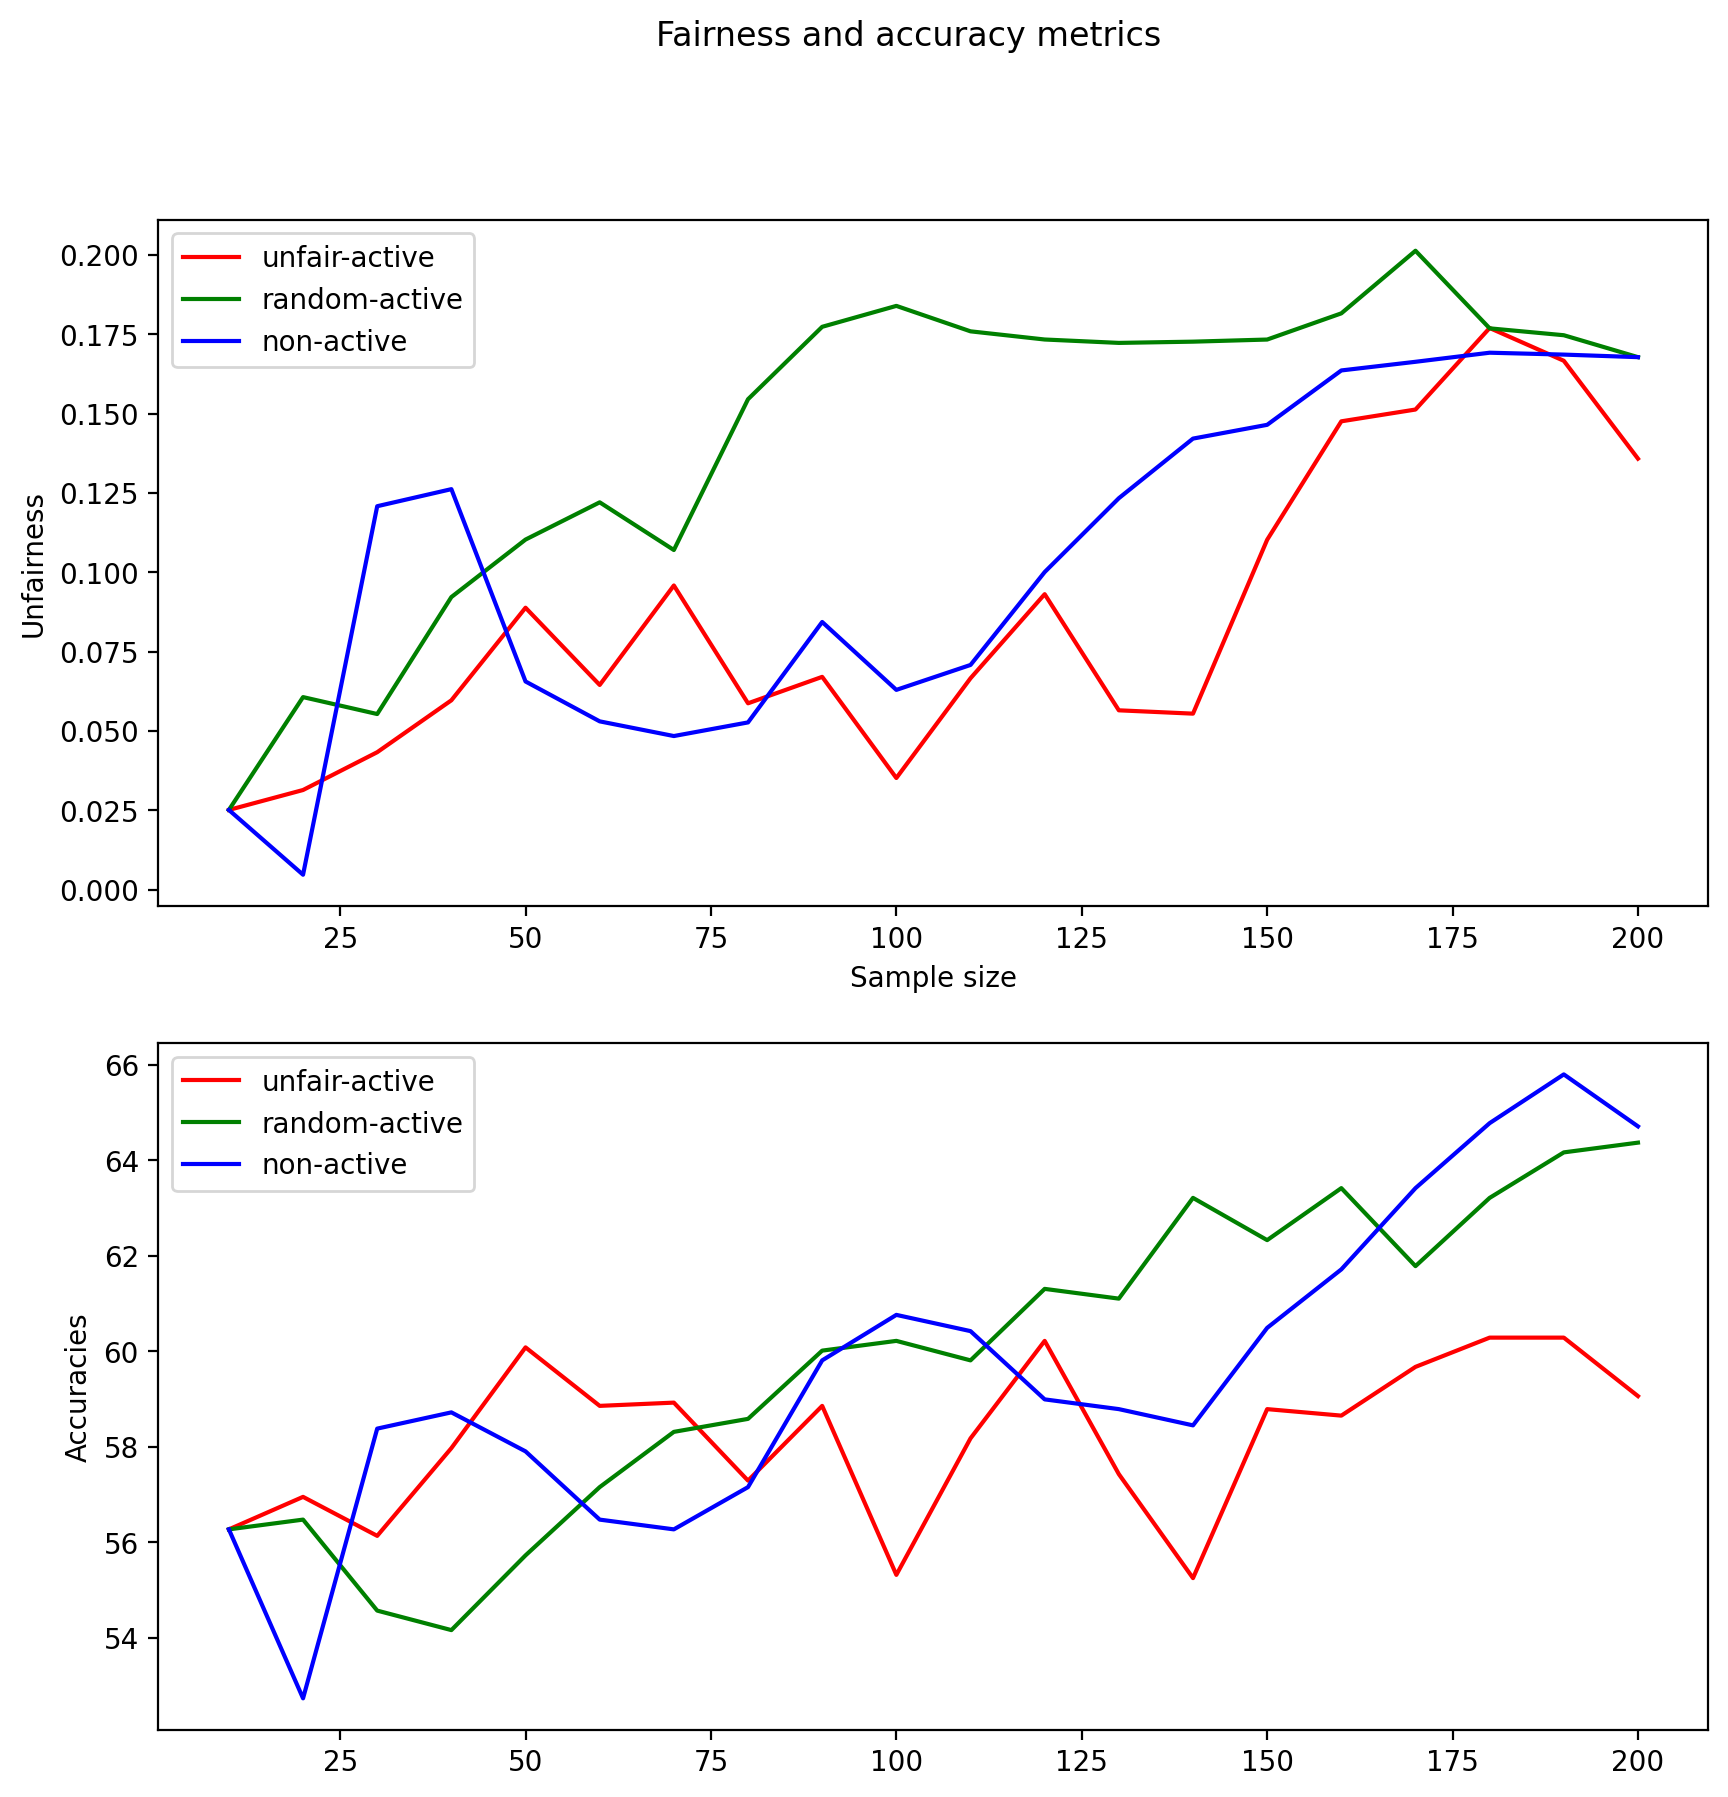 Fairness and accuracy metrics
unfair-active
random-active
non-active
0.200
0.175
0.150
0.125
0.100
0.075
0.050
0.025
0.000
Unfairness
25 50 75 100 125 150 175 200
Sample size
unfair-active
random-active
non-active
66
64
62
60
58
56
54
Accuracies
25 50 75 100 125 150 175 200